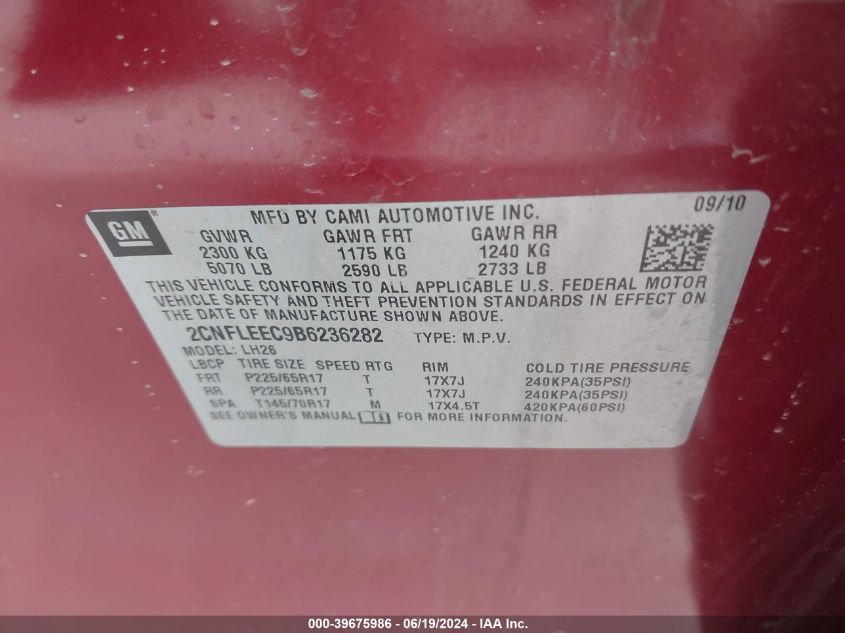 GM ®
MFD BY CAMI AUTOMOTIVE INC. 09/10
GVWR GAWR FRT GAWR RR
2300 KG 1175 KG 1240 KG
5070 LB 2590 LB 2733 LB
THIS VEHICLE CONFORMS TO ALL APPLICABLE U.S. FEDERAL MOTOR
VEHICLE SAFETY AND THEFT PREVENTION STANDARDS IN EFFECT ON
THE DATE OF MANUFACTURE SHOWN ABOVE.
2CNFLEEC9B6236282 TYPE: M.P.V.
MODEL: LH26
LBCP TIRE SIZE SPEED RTG RIM COLD TIRE PRESSURE
FRT P225/65R17 T 17X7J 240KPA(35PSI)
RR P225/65R17 T 17X7J 240KPA(35PSI)
SPA T145/70R17 M 17X4.5T 420KPA(60PSI)
SEE OWNER'S MANUAL FOR MORE INFORMATION.
000-39675986 - 06/19/2024 - IAA Inc.